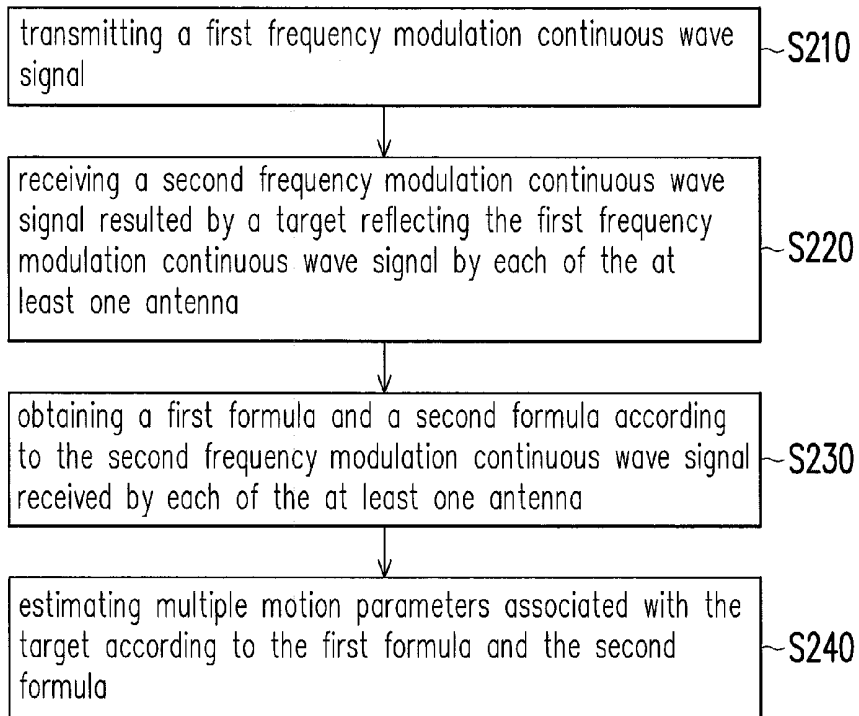 transmitting a first frequency modulation continuous wave
signal
S210
receiving a second frequency modulation continuous wave
signal resulted by a target reflecting the first frequency
modulation continuous wave signal by each of the at
least one antenna
S220
obtaining a first formula and a second formula according
to the second frequency modulation continuous wave signal
received by each of the at least one antenna
S230
estimating multiple motion parameters associated with the
target according to the first formula and the second
formula
S240